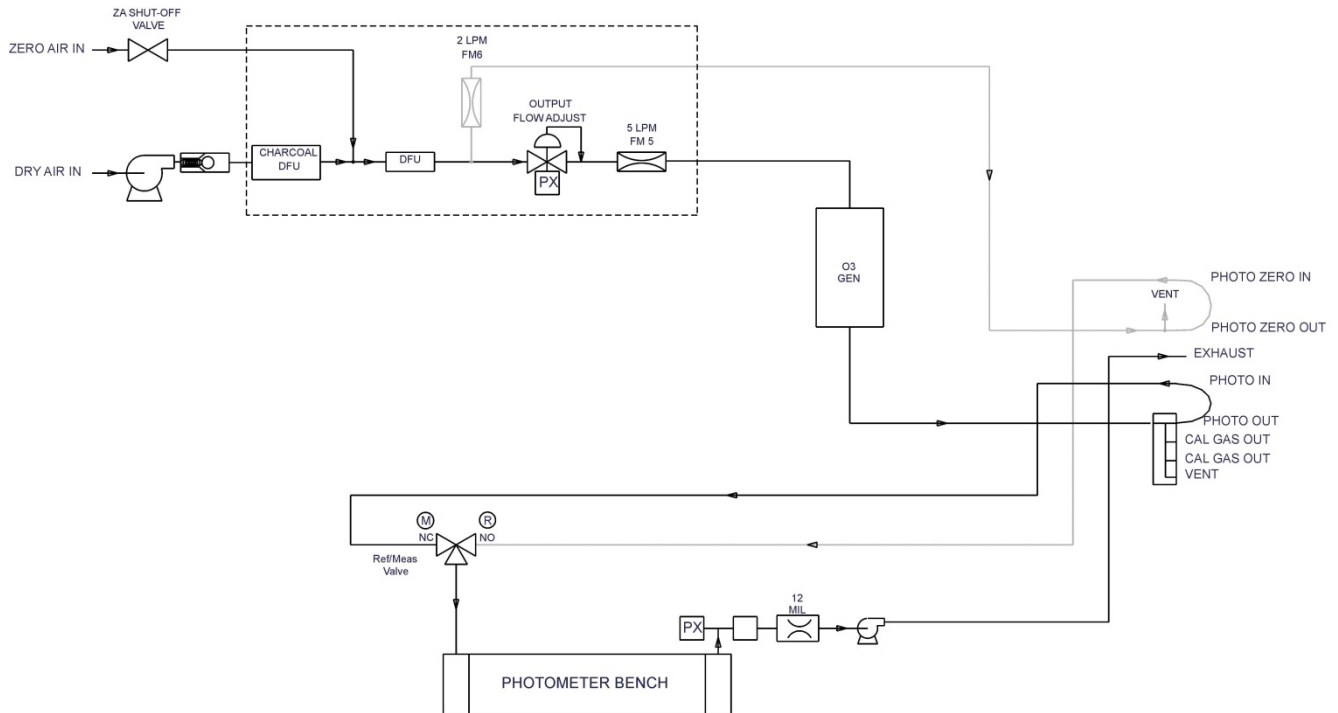 ZA SHUT-OFF
VALVE
ZERO AIR IN
2 LPM
FM6
OUTPUT
FLOW ADJUST
5 LPM
FM 5
DRY AIR IN
CHARCOAL
DFU
DFU
PX
O3
GEN
PHOTO ZERO IN
VENT
PHOTO ZERO OUT
EXHAUST
PHOTO IN
PHOTO OUT
CAL GAS OUT
CAL GAS OUT
VENT
M
R
NC
NO
Ref/Meas
Valve
12
MIL
PX
PHOTOMETER BENCH